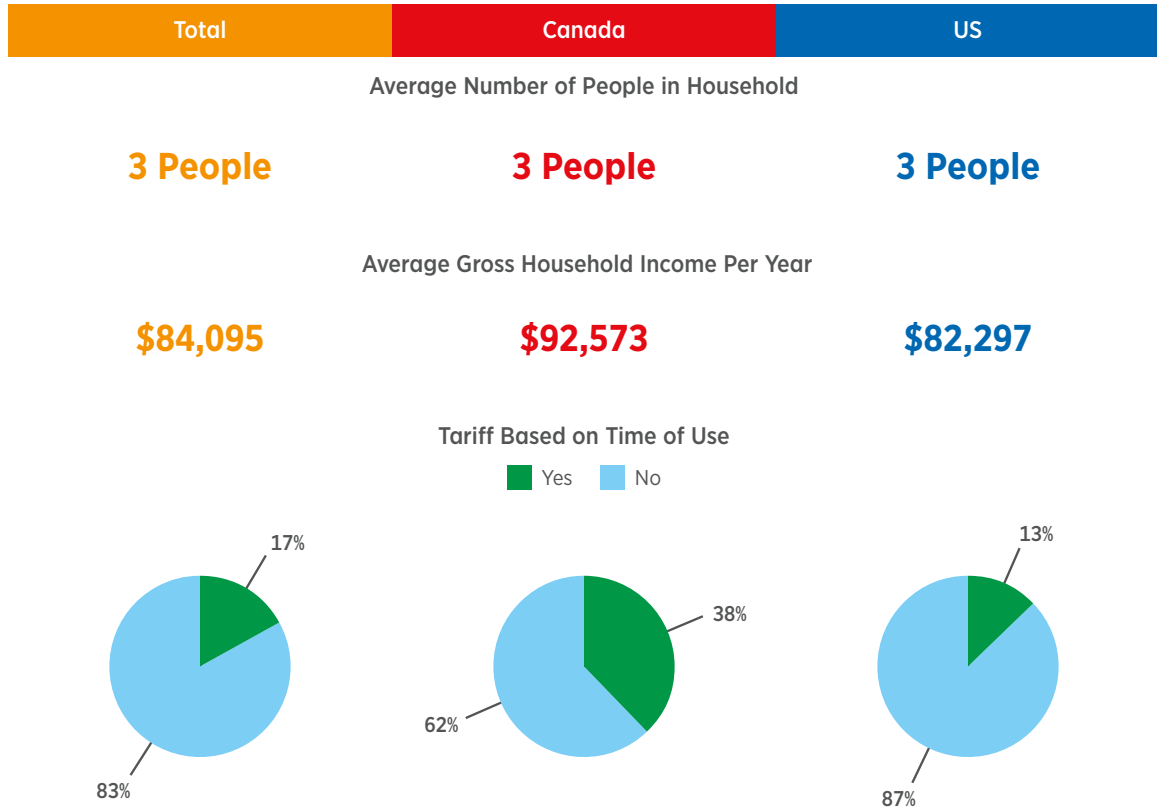 Total Canada US
Average Number of People in Household
3 People 3 People 3 People
Average Gross Household Income Per Year
$84,095 $92,573 $82,297
Tariff Based on Time of Use
Yes No
17% 38% 13%
83% 62% 87%